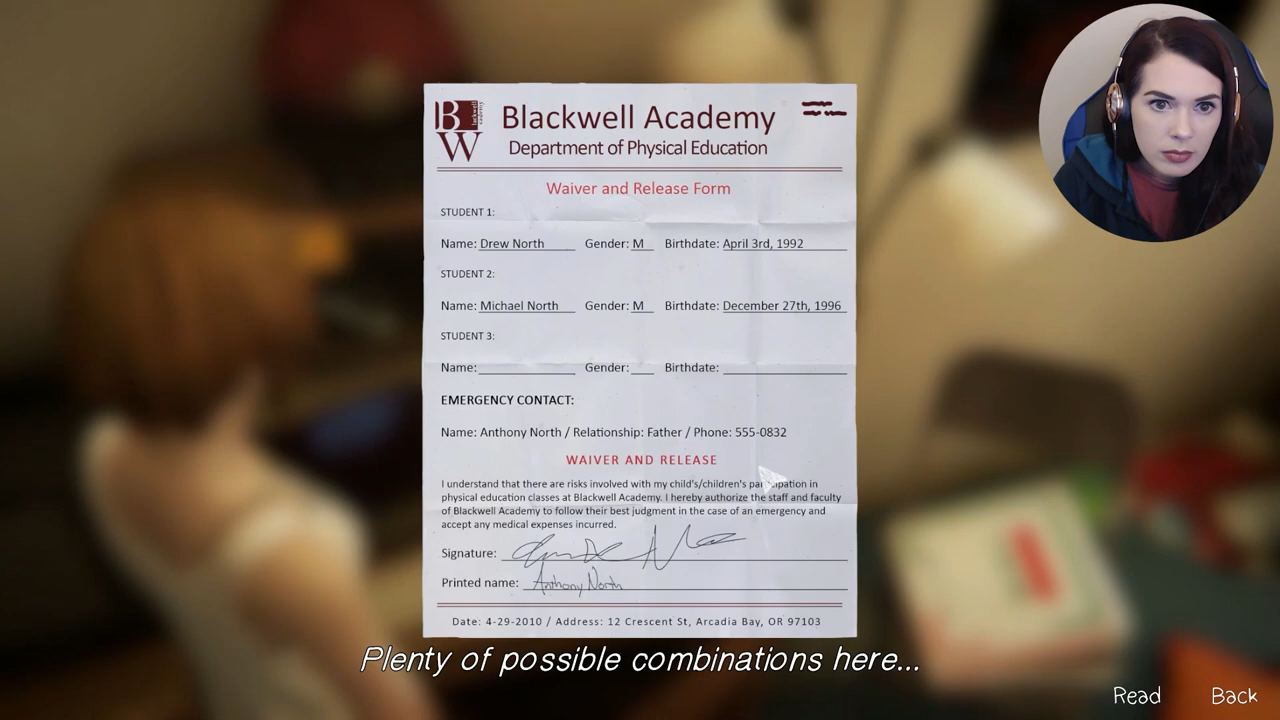 BW
Blackwell Academy
Department of Physical Education
Waiver and Release Form
STUDENT 1:
Name: Drew North Gender: M Birthdate: April 3rd, 1992
STUDENT 2:
Name: Michael North Gender: M Birthdate: December 27th, 1996
STUDENT 3:
Name: Gender: Birthdate:
EMERGENCY CONTACT:
Name: Anthony North / Relationship: Father / Phone: 555-0832
WAIVER AND RELEASE
I understand that there are risks involved with my child's/children's participation in
physical education classes at Blackwell Academy. I hereby authorize the staff and faculty
of Blackwell Academy to follow their best judgment in the case of an emergency and
accept any medical expenses incurred.
Signature:
Printed name: Anthony North
Date: 4-29-2010 / Address: 12 Crescent St, Arcadia Bay, OR 97103
Plenty of possible combinations here...
Read Back